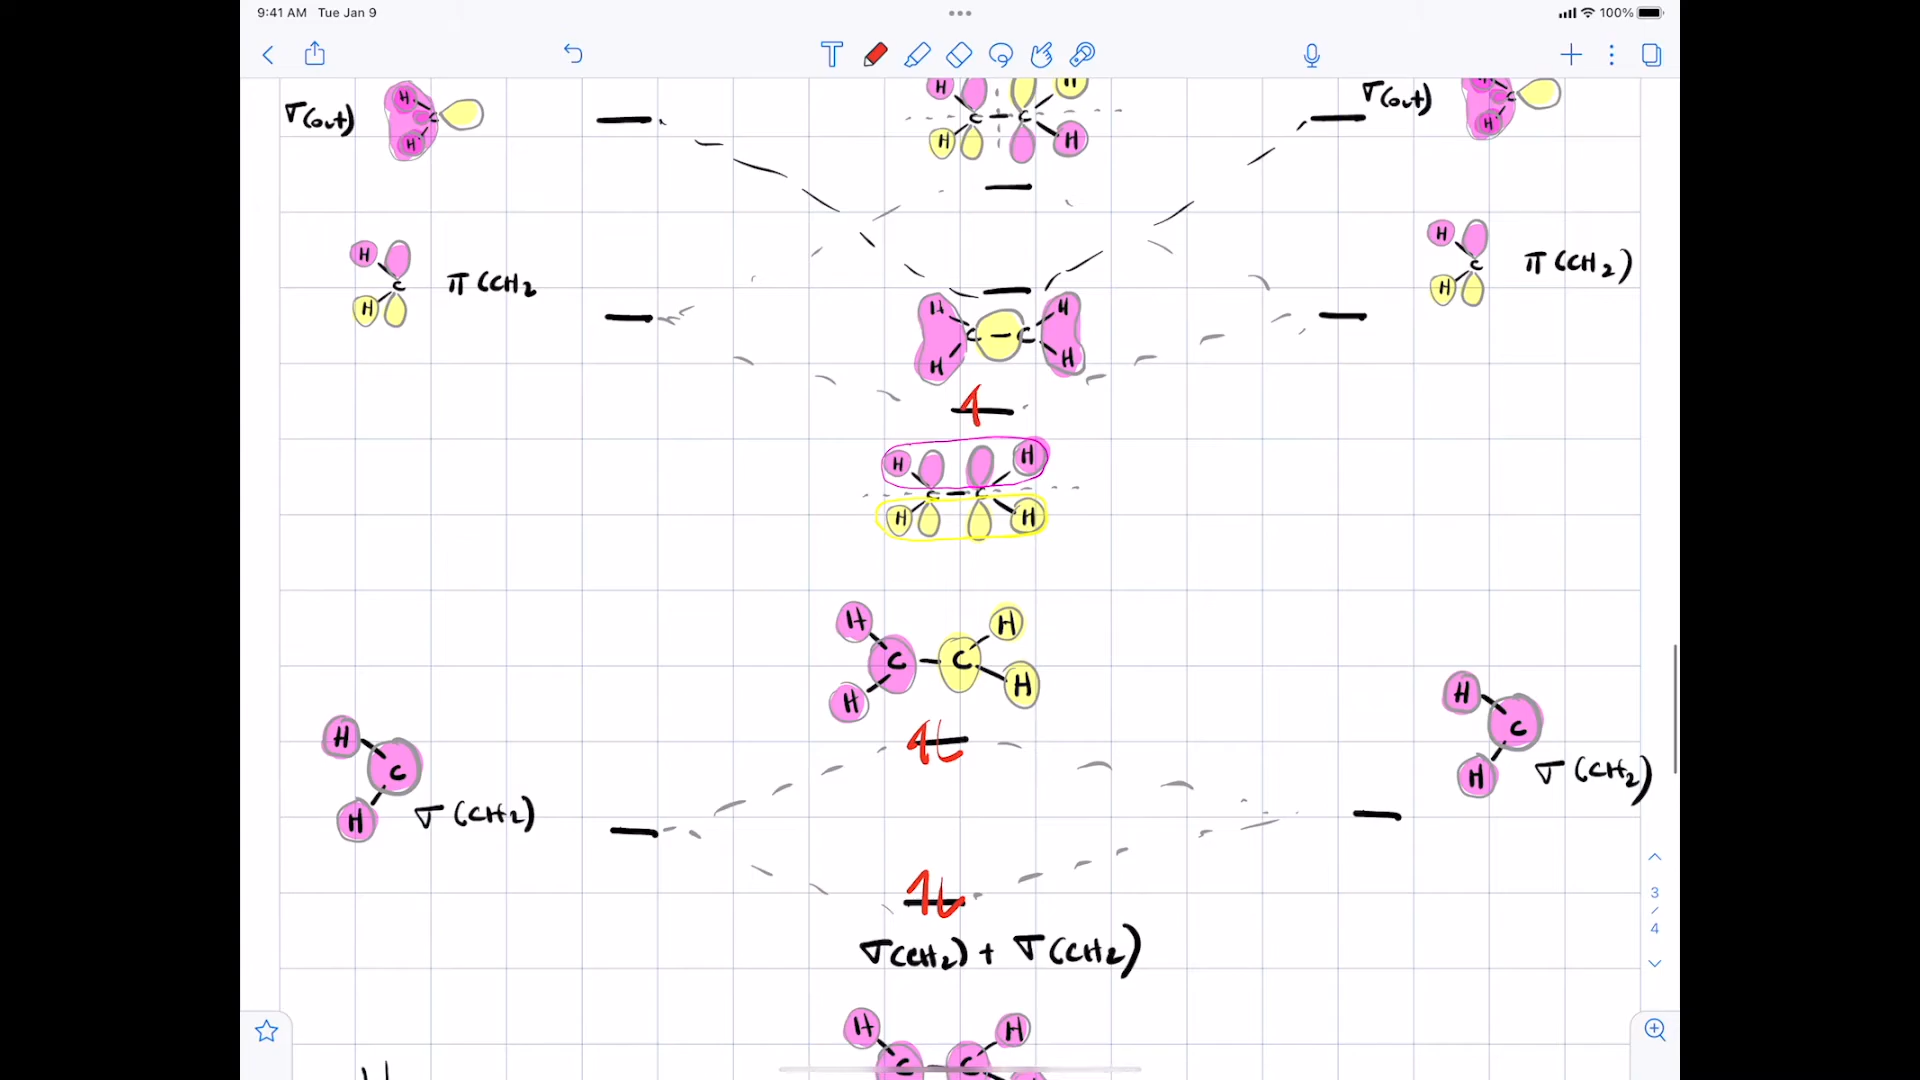 9:41 AM Tue Jan 9
100%
σ(out)
H
H
C
H
H
C C
H
H
σ(out)
H
C
H
H
C
π (CH2
H
H
C
π (CH2)
H
H H
C C
H H
H H
C C
H H
H H
C C
H H
H
C
H
σ (CH2)
H
C
H
σ (CH2)
σ(CH2) + σ(CH2)
3
/
4
H H
C C